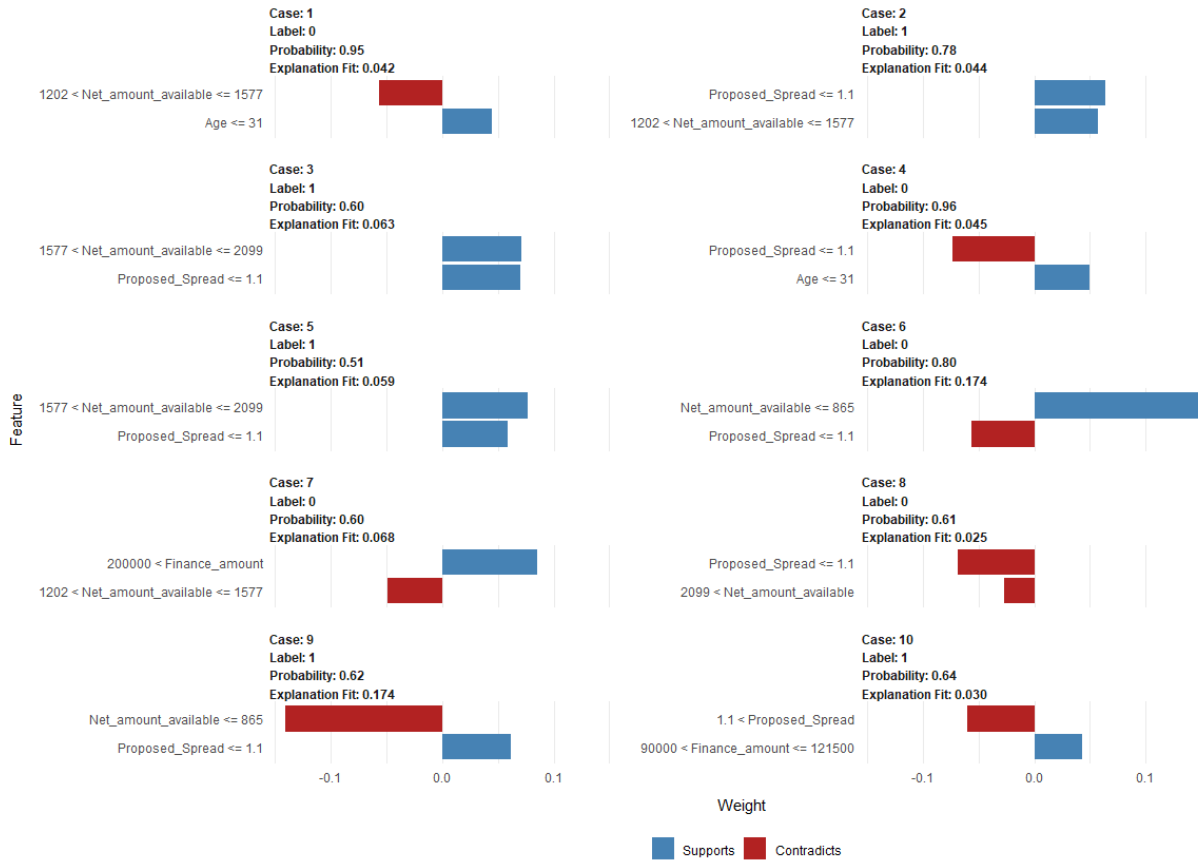 Case: 1
Label: 0
Probability: 0.95
Explanation Fit: 0.042
1202 < Net_amount_available <= 1577
Age <= 31
Case: 2
Label: 1
Probability: 0.78
Explanation Fit: 0.044
Proposed_Spread <= 1.1
1202 < Net_amount_available <= 1577
Case: 3
Label: 1
Probability: 0.60
Explanation Fit: 0.063
1577 < Net_amount_available <= 2099
Proposed_Spread <= 1.1
Case: 4
Label: 0
Probability: 0.96
Explanation Fit: 0.045
Proposed_Spread <= 1.1
Age <= 31
Case: 5
Label: 1
Probability: 0.51
Explanation Fit: 0.059
1577 < Net_amount_available <= 2099
Proposed_Spread <= 1.1
Case: 6
Label: 0
Probability: 0.80
Explanation Fit: 0.174
Net_amount_available <= 865
Proposed_Spread <= 1.1
Feature
Case: 7
Label: 0
Probability: 0.60
Explanation Fit: 0.068
200000 < Finance_amount
1202 < Net_amount_available <= 1577
Case: 8
Label: 0
Probability: 0.61
Explanation Fit: 0.025
Proposed_Spread <= 1.1
2099 < Net_amount_available
Case: 9
Label: 1
Probability: 0.62
Explanation Fit: 0.174
Net_amount_available <= 865
Proposed_Spread <= 1.1
Case: 10
Label: 1
Probability: 0.64
Explanation Fit: 0.030
1.1 < Proposed_Spread
90000 < Finance_amount <= 121500
-0.1 0.0 0.1 -0.1 0.0 0.1
Weight
Supports Contradicts